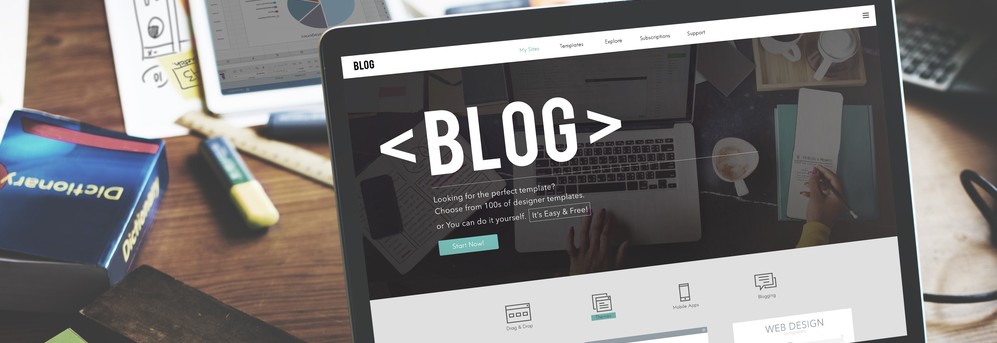 BLOG
My Sites Templates Explore Subscriptions Support
<BLOG>
Looking for the perfect template?
Choose from 100s of designer templates.
or You can do it yourself. It's Easy & Free!
Start Now!
Drag & Drop
Mobile Apps
Blogging
WEB DESIGN
Dictionary
Dictionary